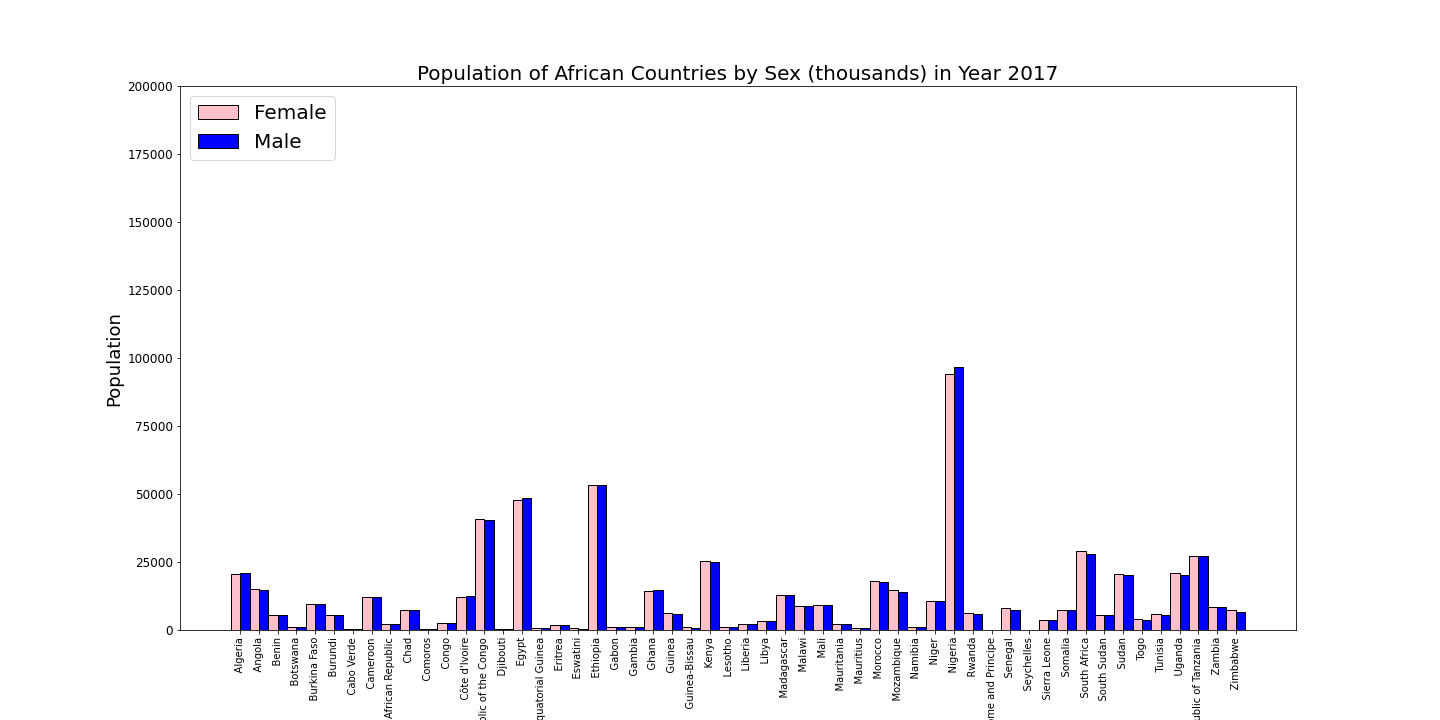 Population of African Countries by Sex (thousands) in Year 2017
Female
Male
Population
200000
175000
150000
125000
100000
75000
50000
25000
0
Algeria
Angola
Benin
Botswana
Burkina Faso
Burundi
Cabo Verde
Cameroon
African Republic
Chad
Comoros
Congo
Côte d'Ivoire
of the Congo
Djibouti
Egypt
Guinea
Eritrea
Eswatini
Ethiopia
Gabon
Gambia
Ghana
Guinea
Guinea-Bissau
Kenya
Lesotho
Liberia
Libya
Madagascar
Malawi
Mali
Mauritania
Mauritius
Morocco
Mozambique
Namibia
Niger
Nigeria
Rwanda
and Principe
Senegal
Seychelles
Sierra Leone
Somalia
South Africa
South Sudan
Sudan
Togo
Tunisia
Uganda
of Tanzania
Zambia
Zimbabwe